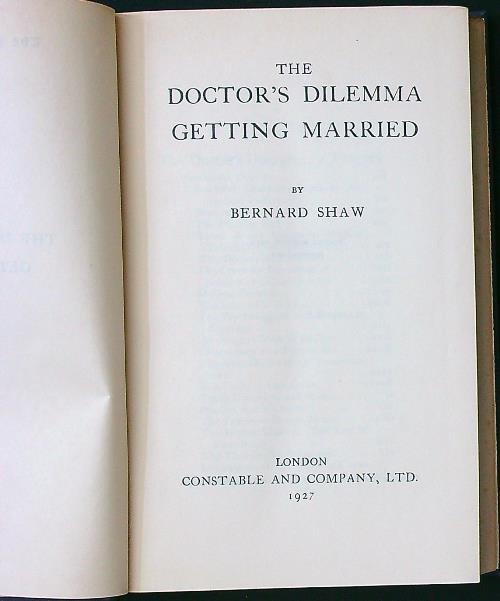 THE
DOCTOR'S DILEMMA
GETTING MARRIED
BY
BERNARD SHAW
LONDON
CONSTABLE AND COMPANY, LTD.
1927